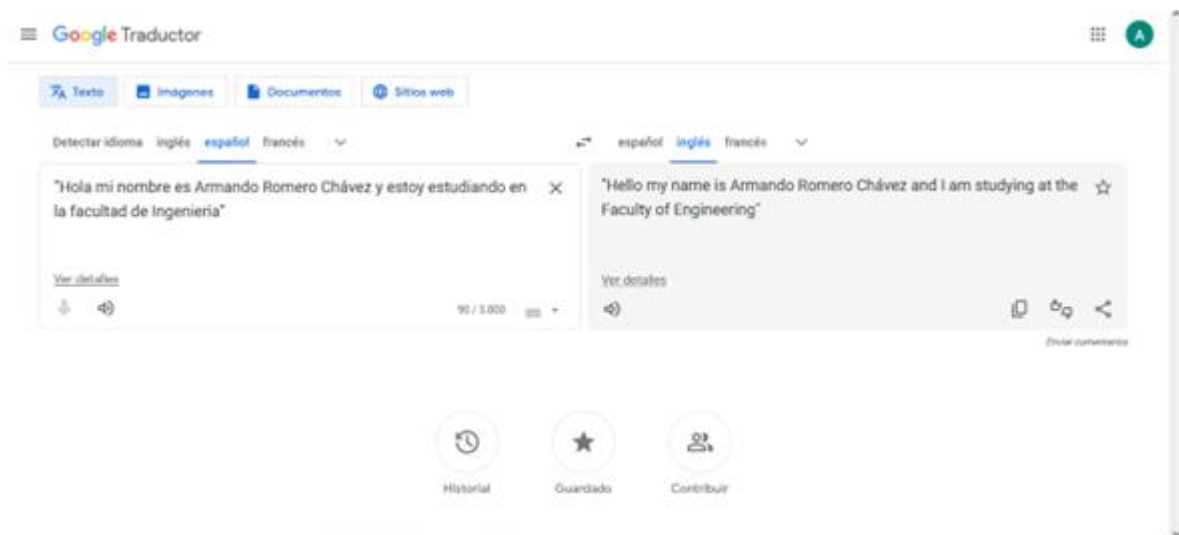 Google Traductor
A
Texto Imágenes Documentos Sitios web
Detectar idioma inglés español francés
español inglés francés
"Hola mi nombre es Armando Romero Chávez y estoy estudiando en
la facultad de Ingenieria"
Ver detalles
90 / 5.000
"Hello my name is Armando Romero Chávez and I am studying at the
Faculty of Engineering"
Ver detalles
Enviar comentarios
Historial Guardado Contribuir